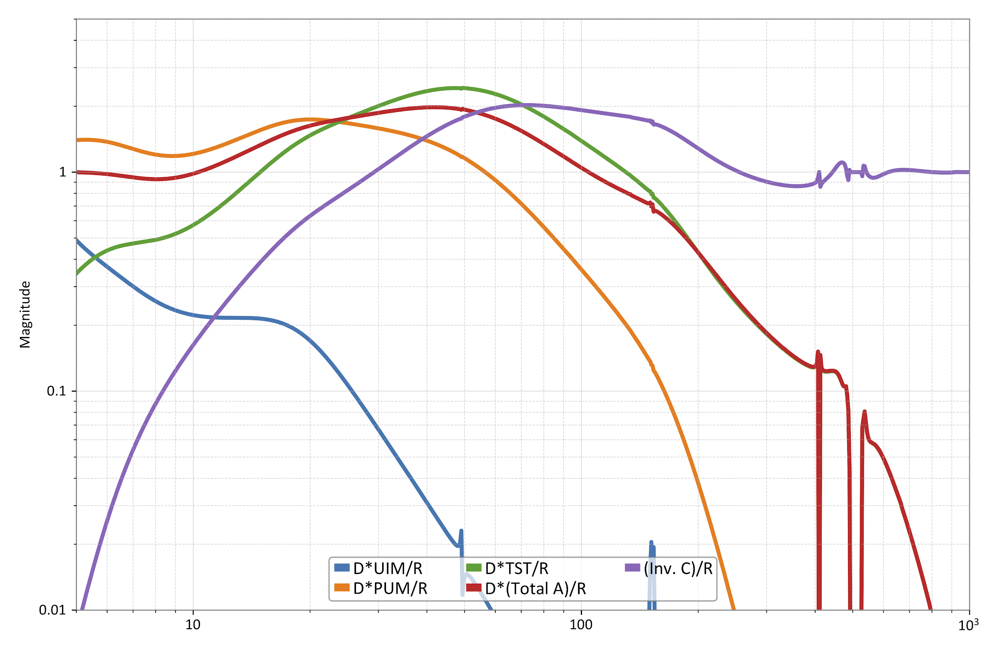 Magnitude
1
0.1
0.01
10
100
10³
D*UIM/R
D*TST/R
(Inv. C)/R
D*PUM/R
D*(Total A)/R